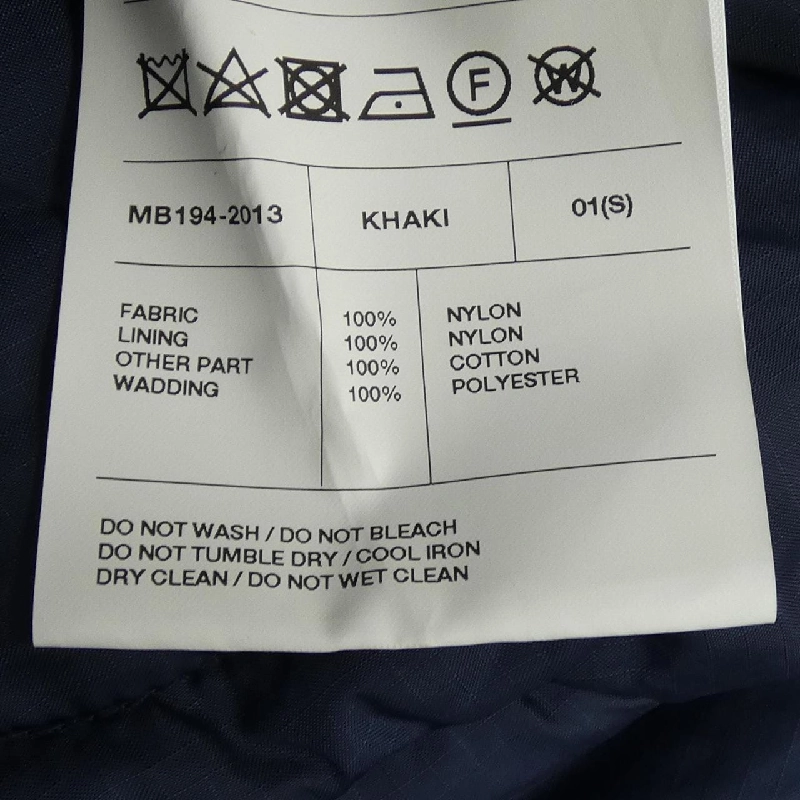 F W
MB194-2013 KHAKI 01(S)
FABRIC 100% NYLON
LINING 100% NYLON
OTHER PART 100% COTTON
WADDING 100% POLYESTER
DO NOT WASH / DO NOT BLEACH
DO NOT TUMBLE DRY / COOL IRON
DRY CLEAN / DO NOT WET CLEAN